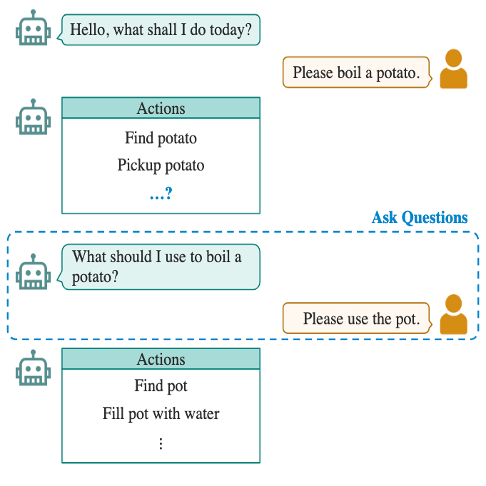 Hello, what shall I do today?
Please boil a potato.
Actions
Find potato
Pickup potato
...?
Ask Questions
What should I use to boil a
potato?
Please use the pot.
Actions
Find pot
Fill pot with water
⋮